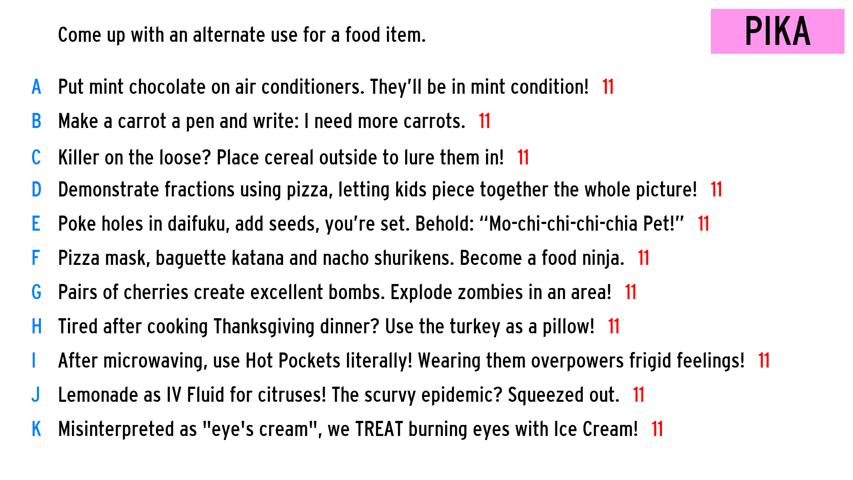 Come up with an alternate use for a food item.
PIKA
A Put mint chocolate on air conditioners. They'll be in mint condition! 11
B Make a carrot a pen and write: I need more carrots. 11
C Killer on the loose? Place cereal outside to lure them in! 11
D Demonstrate fractions using pizza, letting kids piece together the whole picture! 11
E Poke holes in daifuku, add seeds, you're set. Behold: “Mo-chi-chi-chi-chia Pet!” 11
F Pizza mask, baguette katana and nacho shurikens. Become a food ninja. 11
G Pairs of cherries create excellent bombs. Explode zombies in an area! 11
H Tired after cooking Thanksgiving dinner? Use the turkey as a pillow! 11
I After microwaving, use Hot Pockets literally! Wearing them overpowers frigid feelings! 11
J Lemonade as IV Fluid for citruses! The scurvy epidemic? Squeezed out. 11
K Misinterpreted as "eye's cream", we TREAT burning eyes with Ice Cream! 11